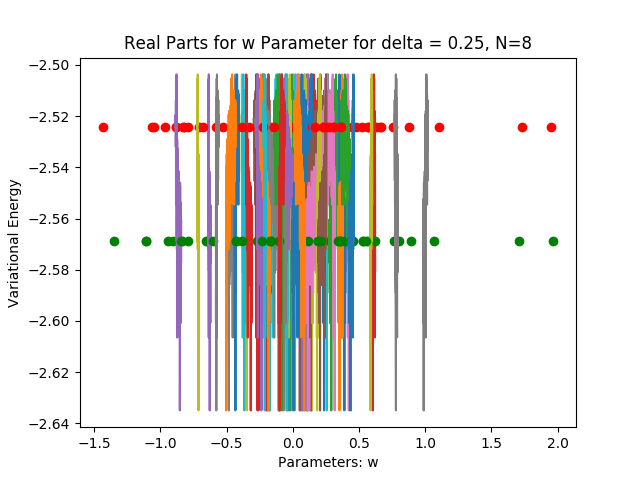 Real Parts for w Parameter for delta = 0.25, N=8
−2.50
−2.52
−2.54
−2.56
−2.58
−2.60
−2.62
−2.64
Variational Energy
−1.5 −1.0 −0.5 0.0 0.5 1.0 1.5 2.0
Parameters: w